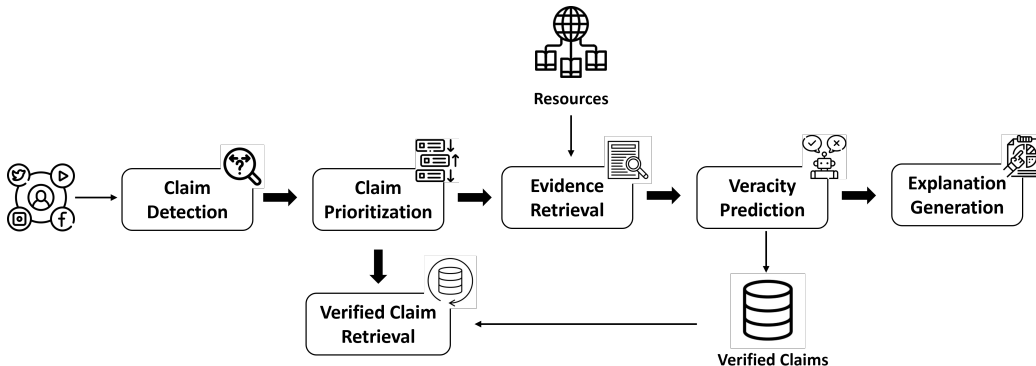 Resources
Claim
Detection
Claim
Prioritization
Evidence
Retrieval
Veracity
Prediction
Explanation
Generation
Verified Claim
Retrieval
Verified Claims